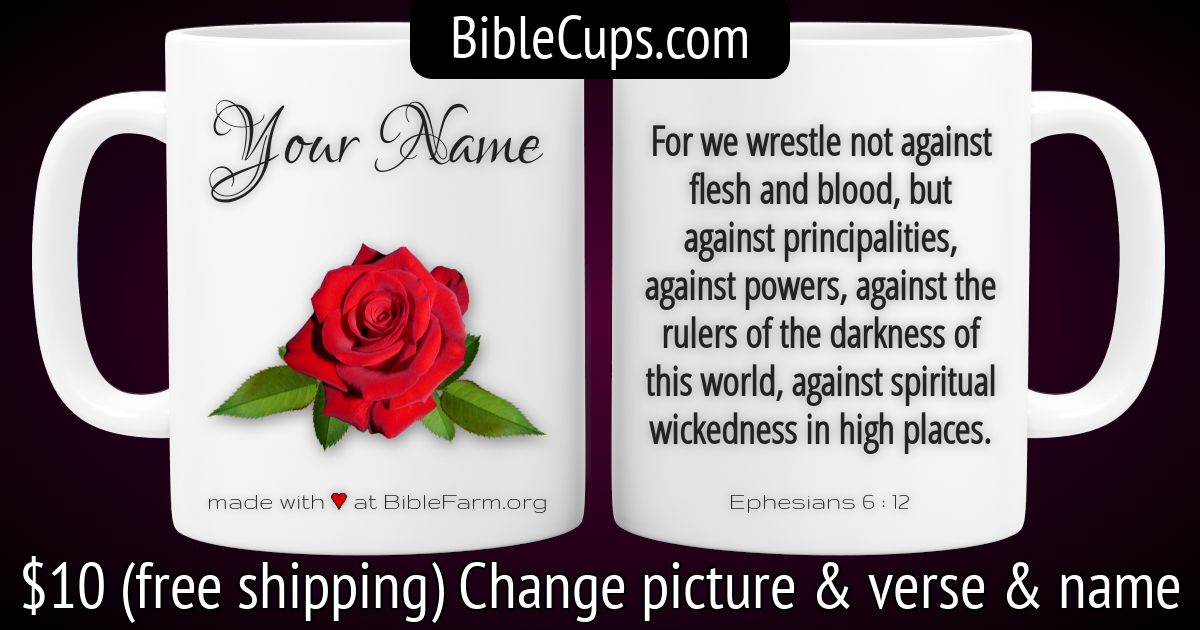 BibleCups.com
Your Name
made with ♥ at BibleFarm.org
For we wrestle not against
flesh and blood, but
against principalities,
against powers, against the
rulers of the darkness of
this world, against spiritual
wickedness in high places.
Ephesians 6 : 12
$10 (free shipping) Change picture & verse & name